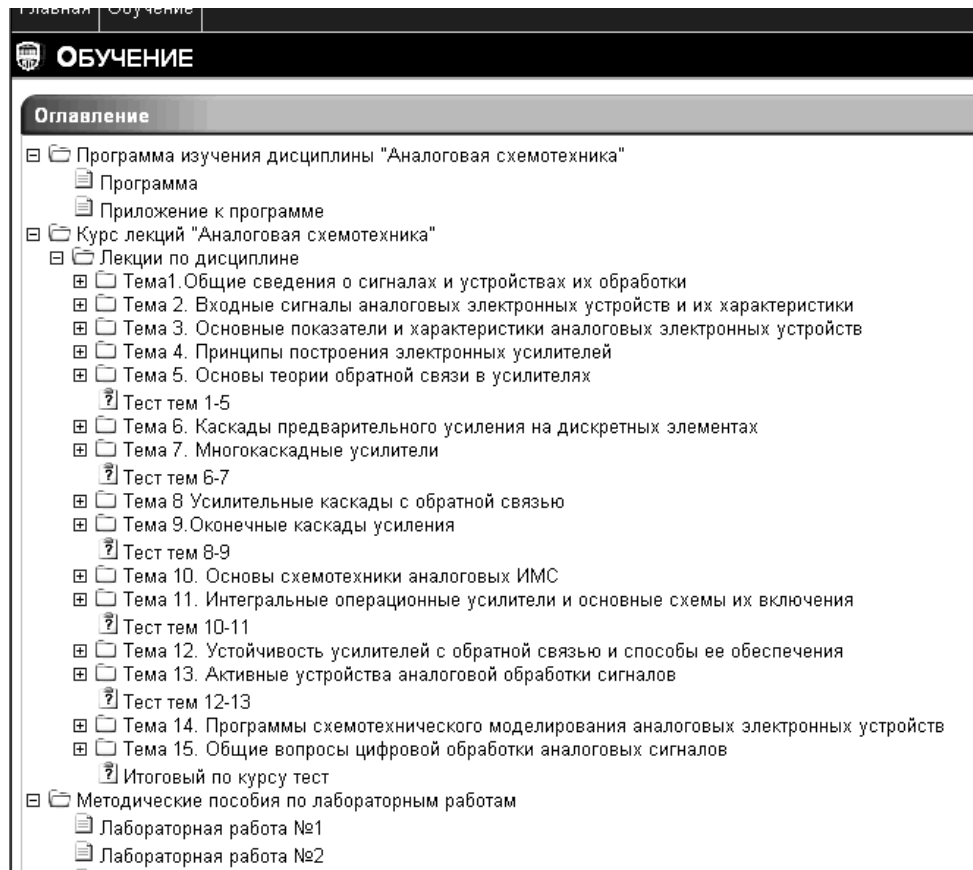 Главная Обучение
ОБУЧЕНИЕ
Оглавление
Программа изучения дисциплины "Аналоговая схемотехника"
Программа
Приложение к программе
Курс лекций "Аналоговая схемотехника"
Лекции по дисциплине
Тема1.Общие сведения о сигналах и устройствах их обработки
Тема 2. Входные сигналы аналоговых электронных устройств и их характеристики
Тема 3. Основные показатели и характеристики аналоговых электронных устройств
Тема 4. Принципы построения электронных усилителей
Тема 5. Основы теории обратной связи в усилителях
Тест тем 1-5
Тема 6. Каскады предварительного усиления на дискретных элементах
Тема 7. Многокаскадные усилители
Тест тем 6-7
Тема 8 Усилительные каскады с обратной связью
Тема 9.Оконечные каскады усиления
Тест тем 8-9
Тема 10. Основы схемотехники аналоговых ИМС
Тема 11. Интегральные операционные усилители и основные схемы их включения
Тест тем 10-11
Тема 12. Устойчивость усилителей с обратной связью и способы ее обеспечения
Тема 13. Активные устройства аналоговой обработки сигналов
Тест тем 12-13
Тема 14. Программы схемотехнического моделирования аналоговых электронных устройств
Тема 15. Общие вопросы цифровой обработки аналоговых сигналов
Итоговый по курсу тест
Методические пособия по лабораторным работам
Лабораторная работа №1
Лабораторная работа №2